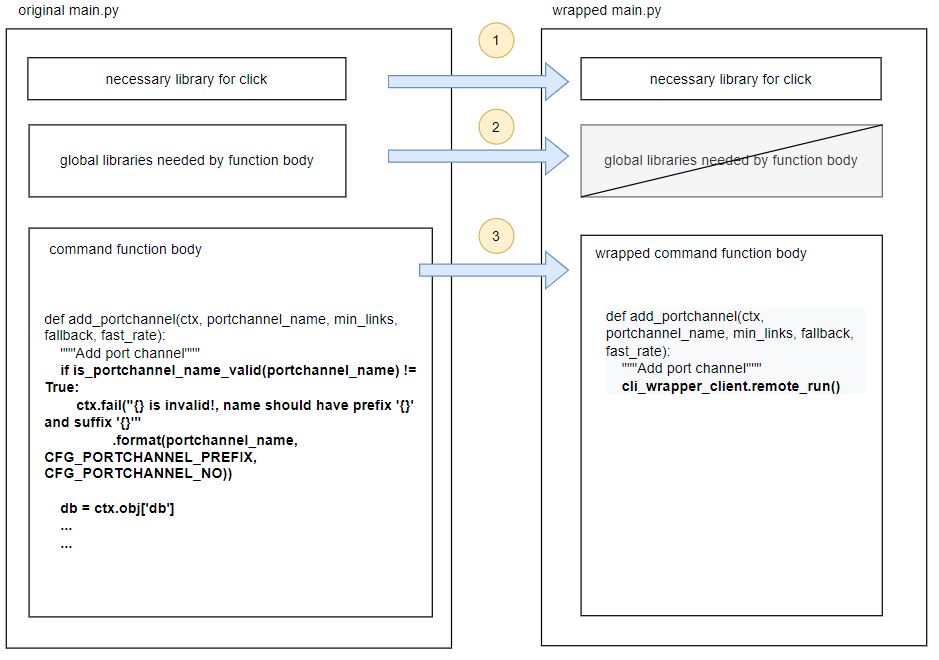 original main.py
wrapped main.py
1
necessary library for click
necessary library for click
2
global libraries needed by function body
global libraries needed by function body
3
command function body
def add_portchannel(ctx, portchannel_name, min_links,
fallback, fast_rate):
"""Add port channel"""
if is_portchannel_name_valid(portchannel_name) !=
True:
ctx.fail("{} is invalid!, name should have prefix '{}'
and suffix '{}'"
.format(portchannel_name,
CFG_PORTCHANNEL_PREFIX,
CFG_PORTCHANNEL_NO))
db = ctx.obj['db']
...
...
wrapped command function body
def add_portchannel(ctx,
portchannel_name, min_links, fallback,
fast_rate):
"""Add port channel"""
cli_wrapper_client.remote_run()